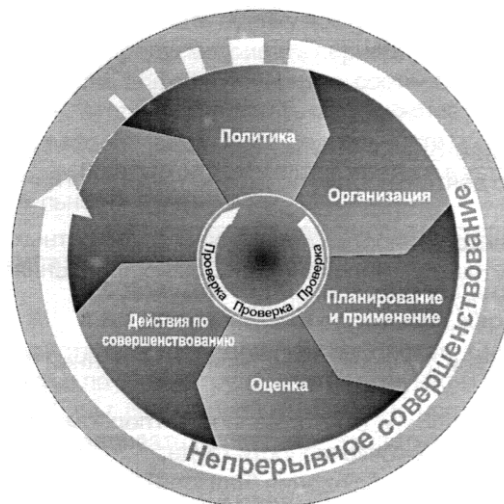 Политика
Организация
Планирование
и применение
Оценка
Действия по
совершенствованию
Проверка
Проверка
Проверка
Непрерывное совершенствование